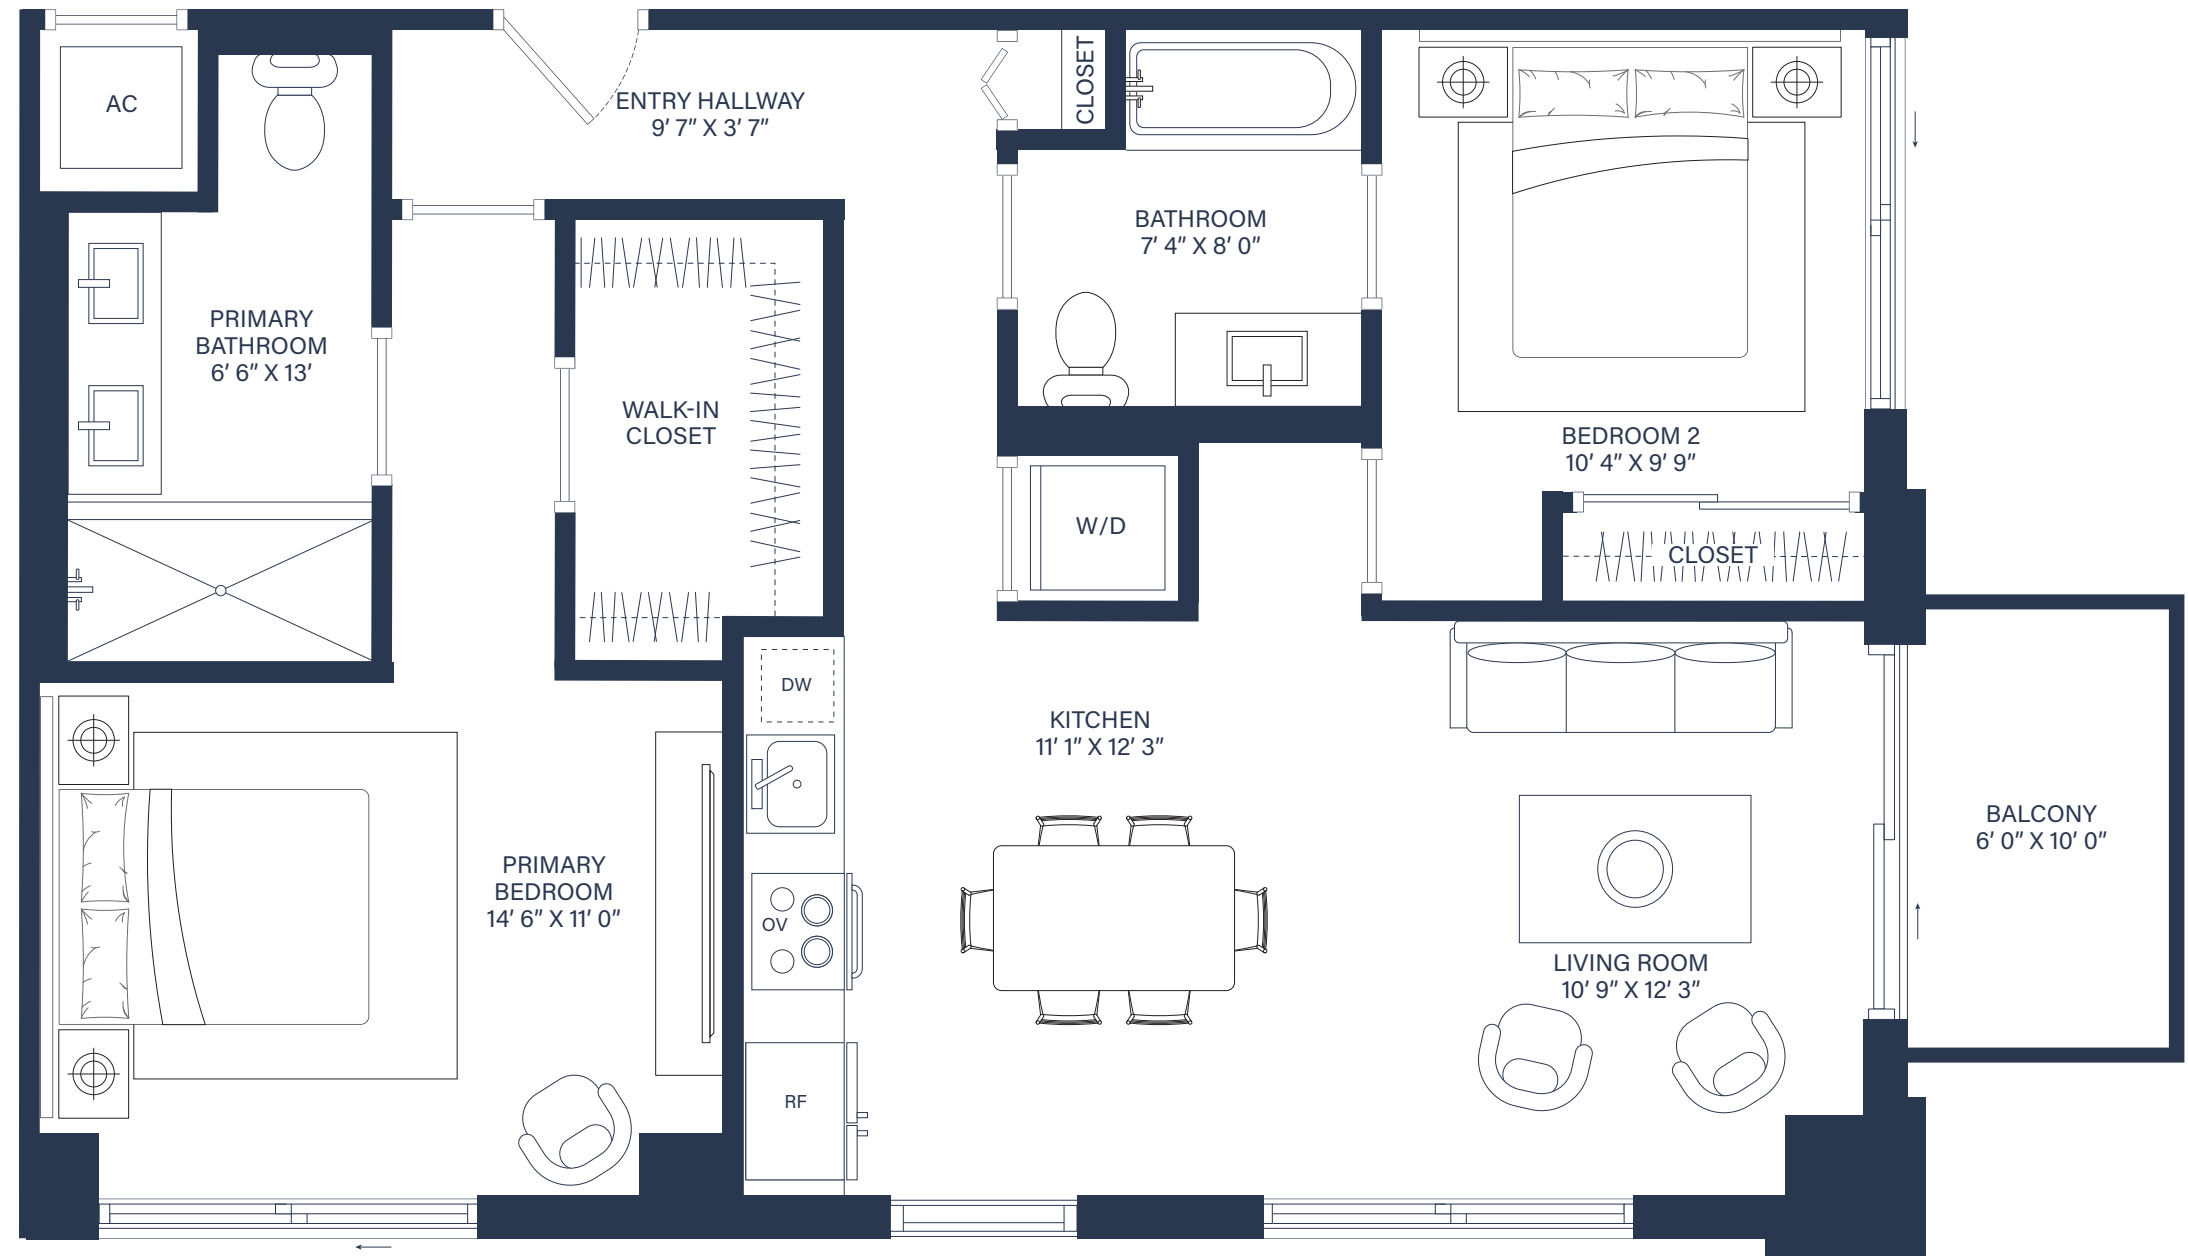 AC
ENTRY HALLWAY
9′ 7″ X 3′ 7″
CLOSET
BATHROOM
7′ 4″ X 8′ 0″
PRIMARY
BATHROOM
6′ 6″ X 13′
WALK-IN
CLOSET
BEDROOM 2
10′ 4″ X 9′ 9″
W/D
CLOSET
DW
KITCHEN
11′ 1″ X 12′ 3″
BALCONY
6′ 0″ X 10′ 0″
PRIMARY
BEDROOM
14′ 6″ X 11′ 0″
OV
LIVING ROOM
10′ 9″ X 12′ 3″
RF